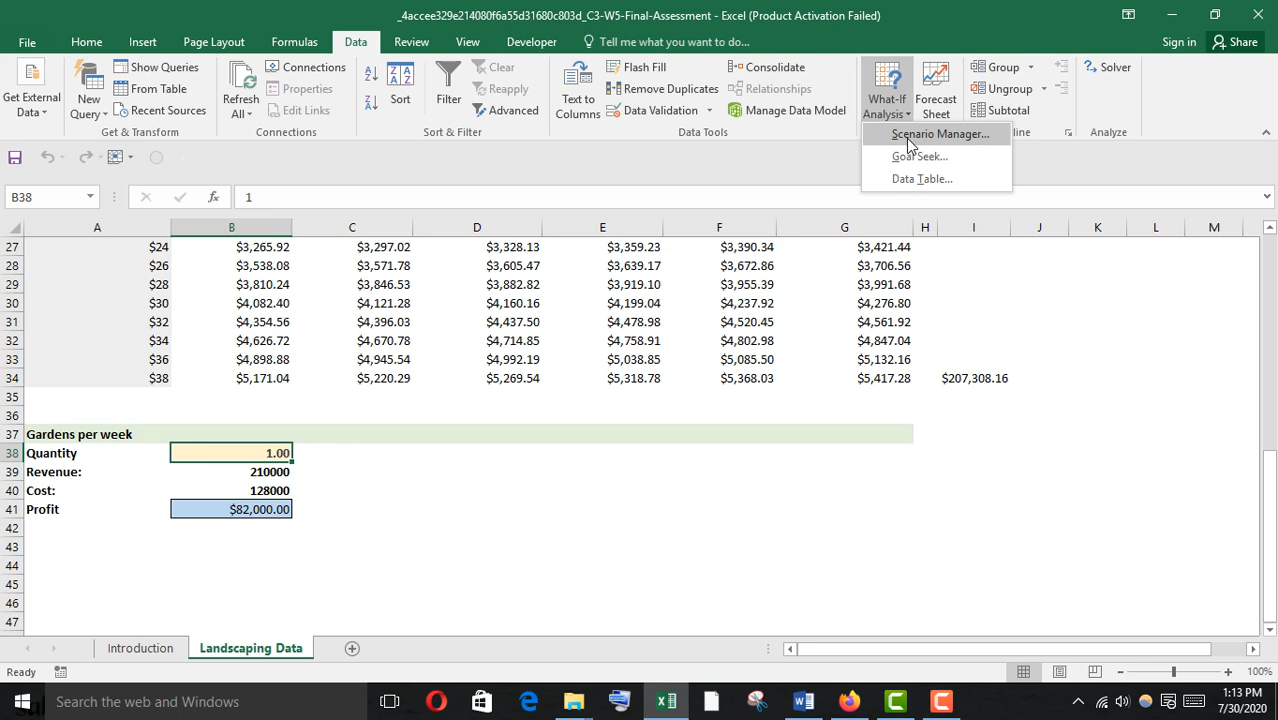 _4accee329e214080f6a55d31680c803d_C3-W5-Final-Assessment - Excel (Product Activation Failed)
File Home Insert Page Layout Formulas Data Review View Developer Tell me what you want to do... Sign in Share
Get External Data
New Query
Show Queries
From Table
Recent Sources
Get & Transform
Refresh All
Connections
Properties
Edit Links
Connections
Sort
Filter
Clear
Reapply
Advanced
Sort & Filter
Text to Columns
Flash Fill
Remove Duplicates
Data Validation
Consolidate
Relationships
Manage Data Model
Data Tools
What-If Analysis
Forecast Sheet
Group
Ungroup
Subtotal
line
Solver
Analyze
Scenario Manager...
Goal Seek...
Data Table...
B38 fx 1
A B C D E F G H I J K L M
27 $24 $3,265.92 $3,297.02 $3,328.13 $3,359.23 $3,390.34 $3,421.44
28 $26 $3,538.08 $3,571.78 $3,605.47 $3,639.17 $3,672.86 $3,706.56
29 $28 $3,810.24 $3,846.53 $3,882.82 $3,919.10 $3,955.39 $3,991.68
30 $30 $4,082.40 $4,121.28 $4,160.16 $4,199.04 $4,237.92 $4,276.80
31 $32 $4,354.56 $4,396.03 $4,437.50 $4,478.98 $4,520.45 $4,561.92
32 $34 $4,626.72 $4,670.78 $4,714.85 $4,758.91 $4,802.98 $4,847.04
33 $36 $4,898.88 $4,945.54 $4,992.19 $5,038.85 $5,085.50 $5,132.16
34 $38 $5,171.04 $5,220.29 $5,269.54 $5,318.78 $5,368.03 $5,417.28 $207,308.16
35
36
37 Gardens per week
38 Quantity 1.00
39 Revenue: 210000
40 Cost: 128000
41 Profit $82,000.00
42
43
44
45
46
47
Introduction Landscaping Data
Ready 100%
Search the web and Windows
1:13 PM
7/30/2020